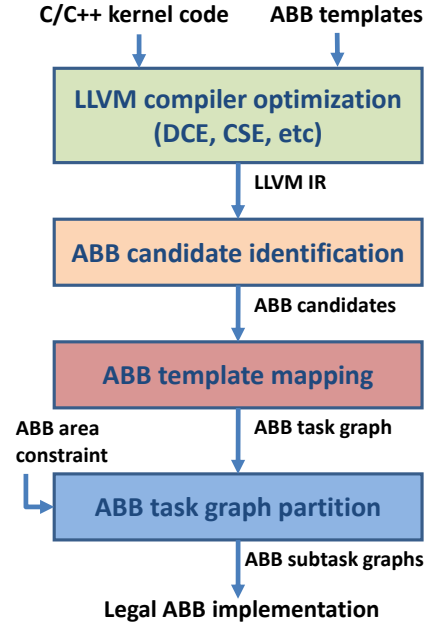 C/C++ kernel code
ABB templates
LLVM compiler optimization
(DCE, CSE, etc)
LLVM IR
ABB candidate identification
ABB candidates
ABB template mapping
ABB area
constraint
ABB task graph
ABB task graph partition
ABB subtask graphs
Legal ABB implementation